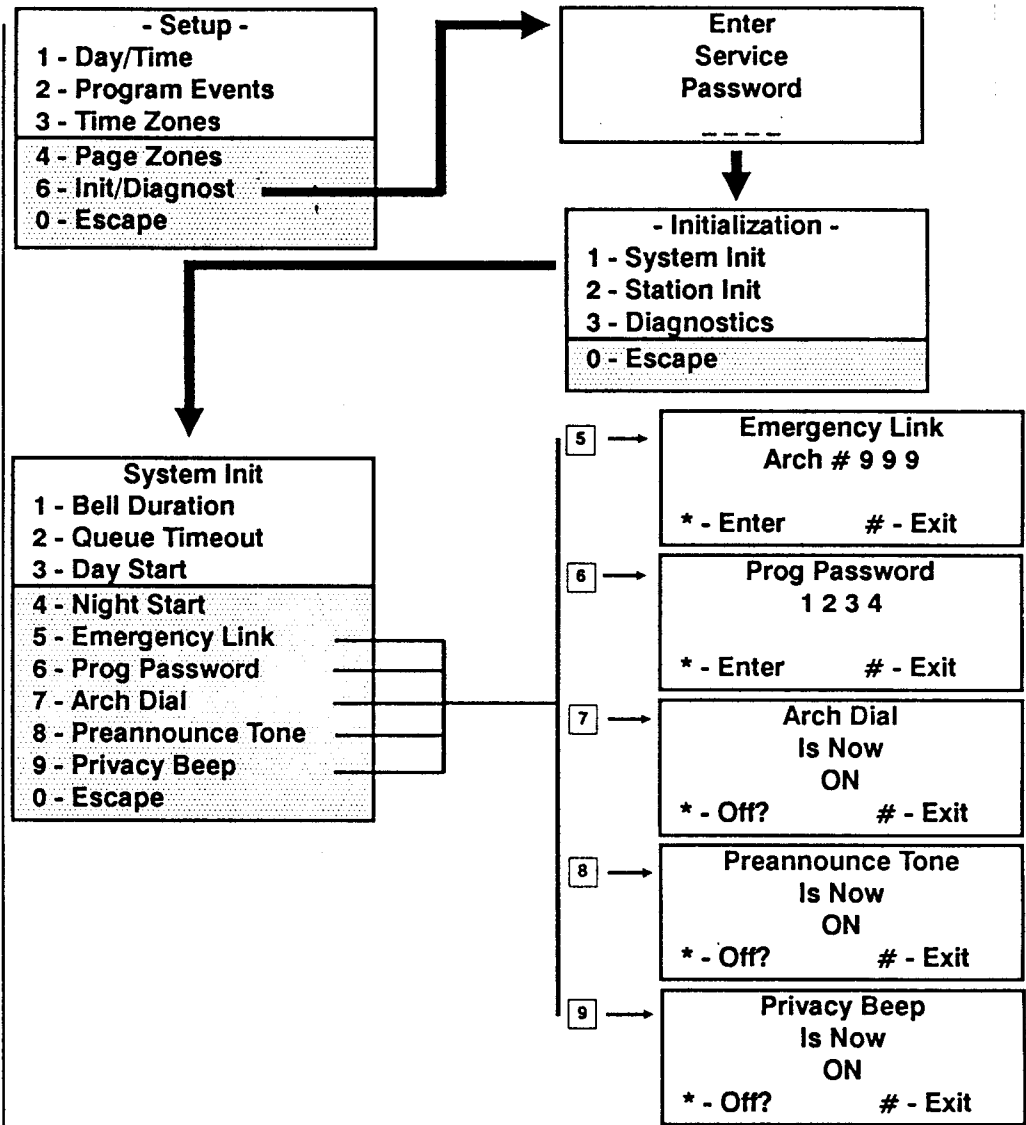 - Setup -
1 - Day/Time
2 - Program Events
3 - Time Zones
4 - Page Zones
6 - Init/Diagnost
0 - Escape
Enter
Service
Password
_ _ _ _
- Initialization -
1 - System Init
2 - Station Init
3 - Diagnostics
0 - Escape
System Init
1 - Bell Duration
2 - Queue Timeout
3 - Day Start
4 - Night Start
5 - Emergency Link
6 - Prog Password
7 - Arch Dial
8 - Preannounce Tone
9 - Privacy Beep
0 - Escape
5
Emergency Link
Arch # 9 9 9
* - Enter # - Exit
6
Prog Password
1 2 3 4
* - Enter # - Exit
7
Arch Dial
Is Now
ON
* - Off? # - Exit
8
Preannounce Tone
Is Now
ON
* - Off? # - Exit
9
Privacy Beep
Is Now
ON
* - Off? # - Exit